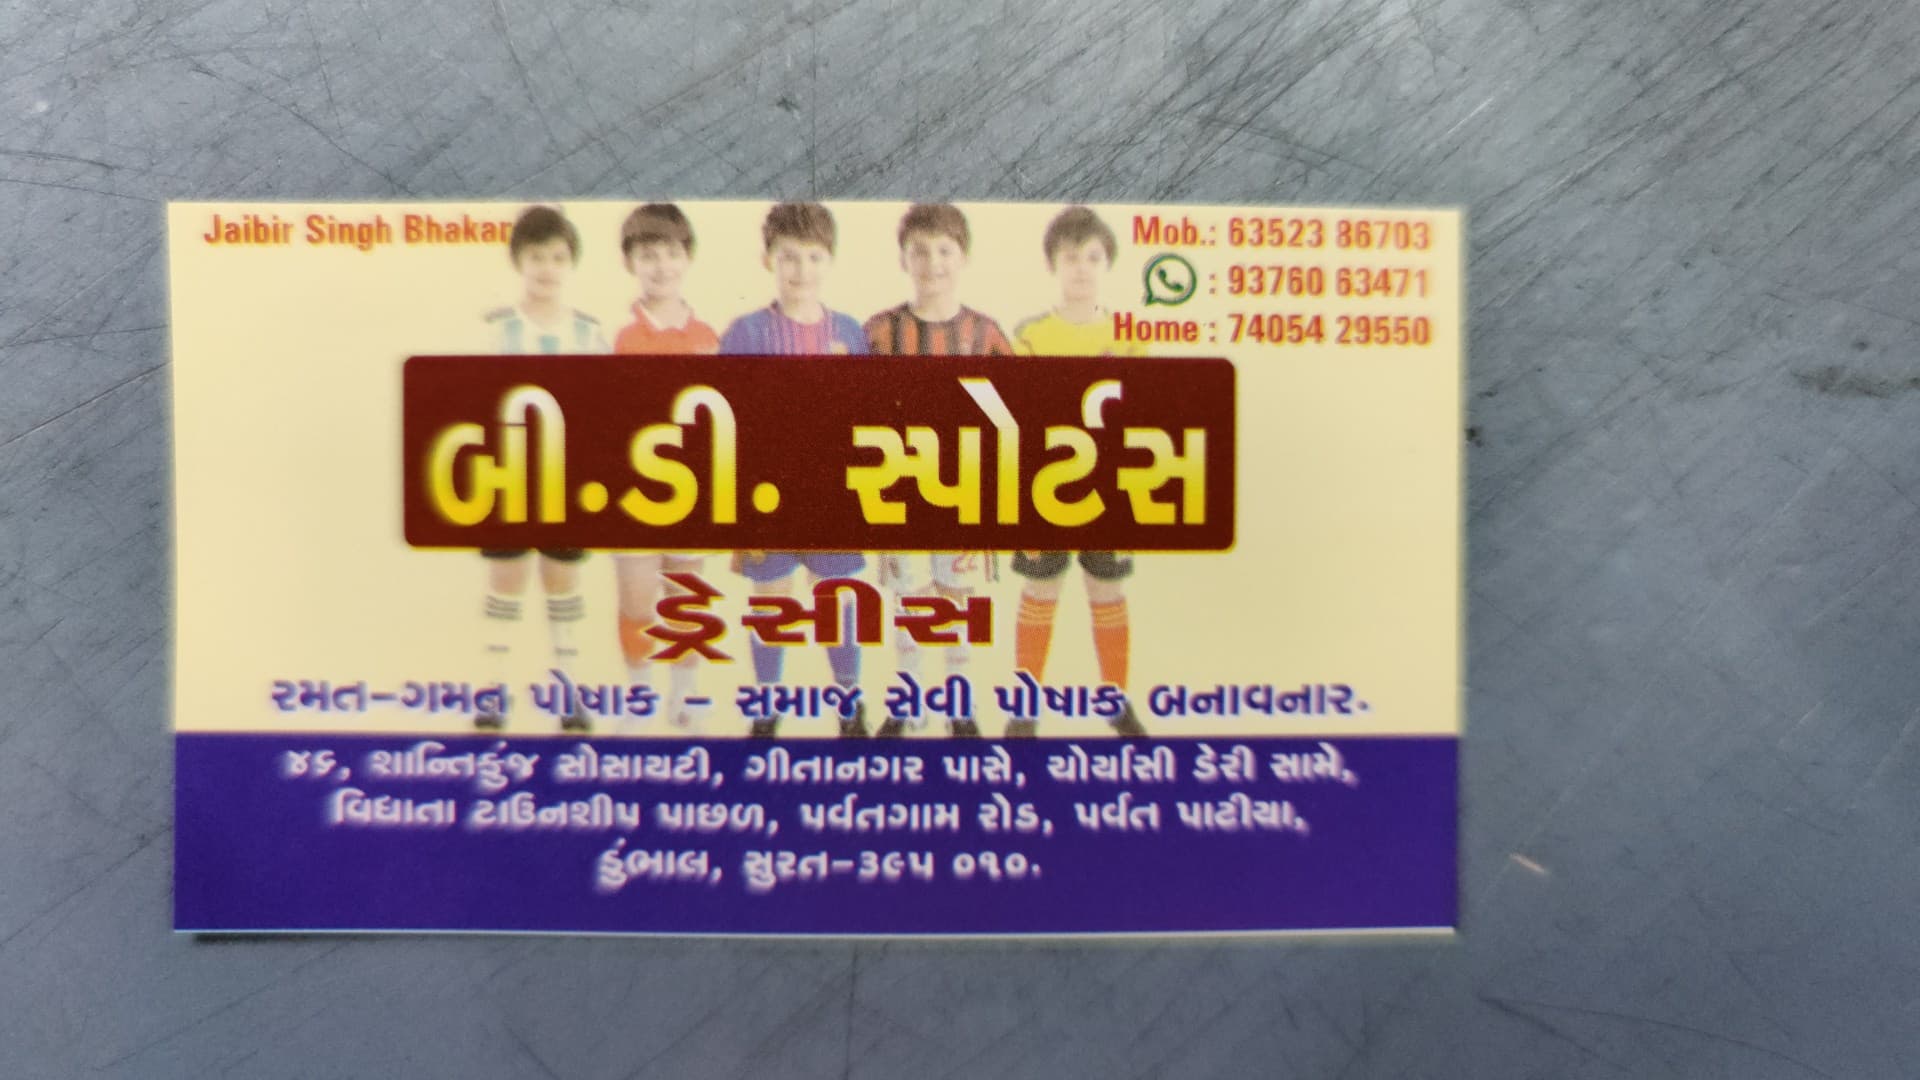 Jaibir Singh Bhakar
Mob.: 63523 86703
: 93760 63471
Home : 74054 29550
બી.ડી. સ્પોર્ટસ
ડ્રેસીસ
રમત-ગમત પોષાક - સમાજ સેવી પોષાક બનાવનાર.
૪૬, શાન્તિકુંજ સોસાયટી, ગીતાનગર પાસે, ચોર્યાસી ડેરી સામે,
વિધાતા ટાઉનશીપ પાછળ, પર્વતગામ રોડ, પર્વત પાટીયા,
કુંભાલ, સુરત-૩૯૫ ૦૧૦.